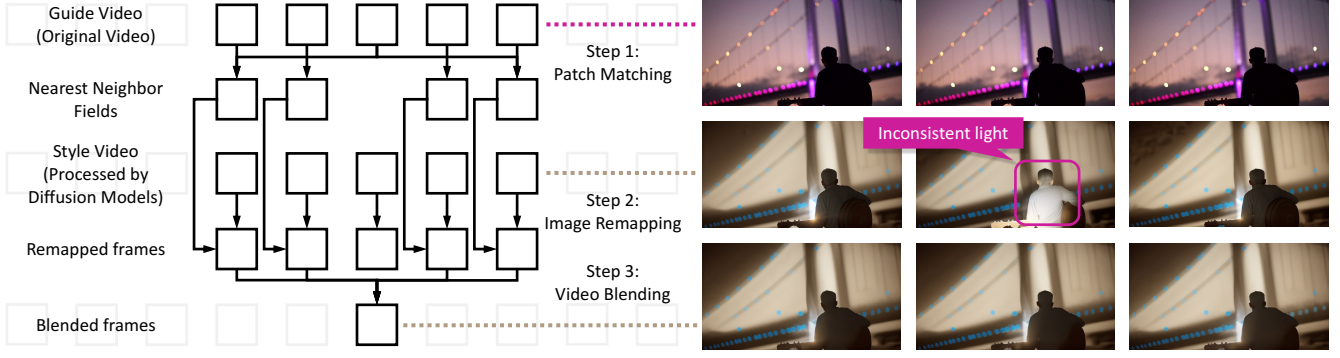 Guide Video
(Original Video)
Step 1:
Patch Matching
Nearest Neighbor
Fields
Inconsistent light
Style Video
(Processed by
Diffusion Models)
Step 2:
Image Remapping
Remapped frames
Step 3:
Video Blending
Blended frames